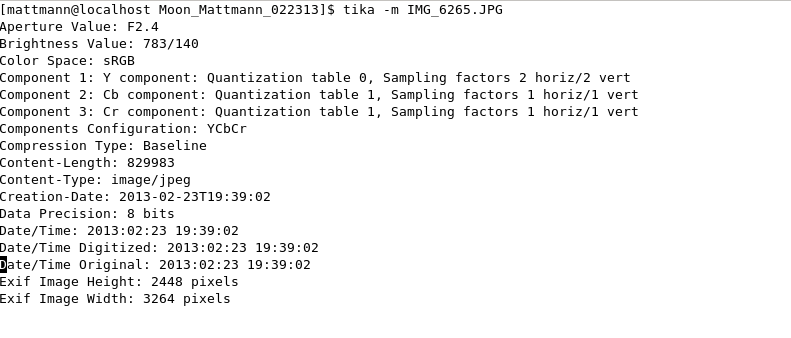 [mattmann@localhost Moon_Mattmann_022313]$ tika -m IMG_6265.JPG
Aperture Value: F2.4
Brightness Value: 783/140
Color Space: sRGB
Component 1: Y component: Quantization table 0, Sampling factors 2 horiz/2 vert
Component 2: Cb component: Quantization table 1, Sampling factors 1 horiz/1 vert
Component 3: Cr component: Quantization table 1, Sampling factors 1 horiz/1 vert
Components Configuration: YCbCr
Compression Type: Baseline
Content-Length: 829983
Content-Type: image/jpeg
Creation-Date: 2013-02-23T19:39:02
Data Precision: 8 bits
Date/Time: 2013:02:23 19:39:02
Date/Time Digitized: 2013:02:23 19:39:02
Date/Time Original: 2013:02:23 19:39:02
Exif Image Height: 2448 pixels
Exif Image Width: 3264 pixels